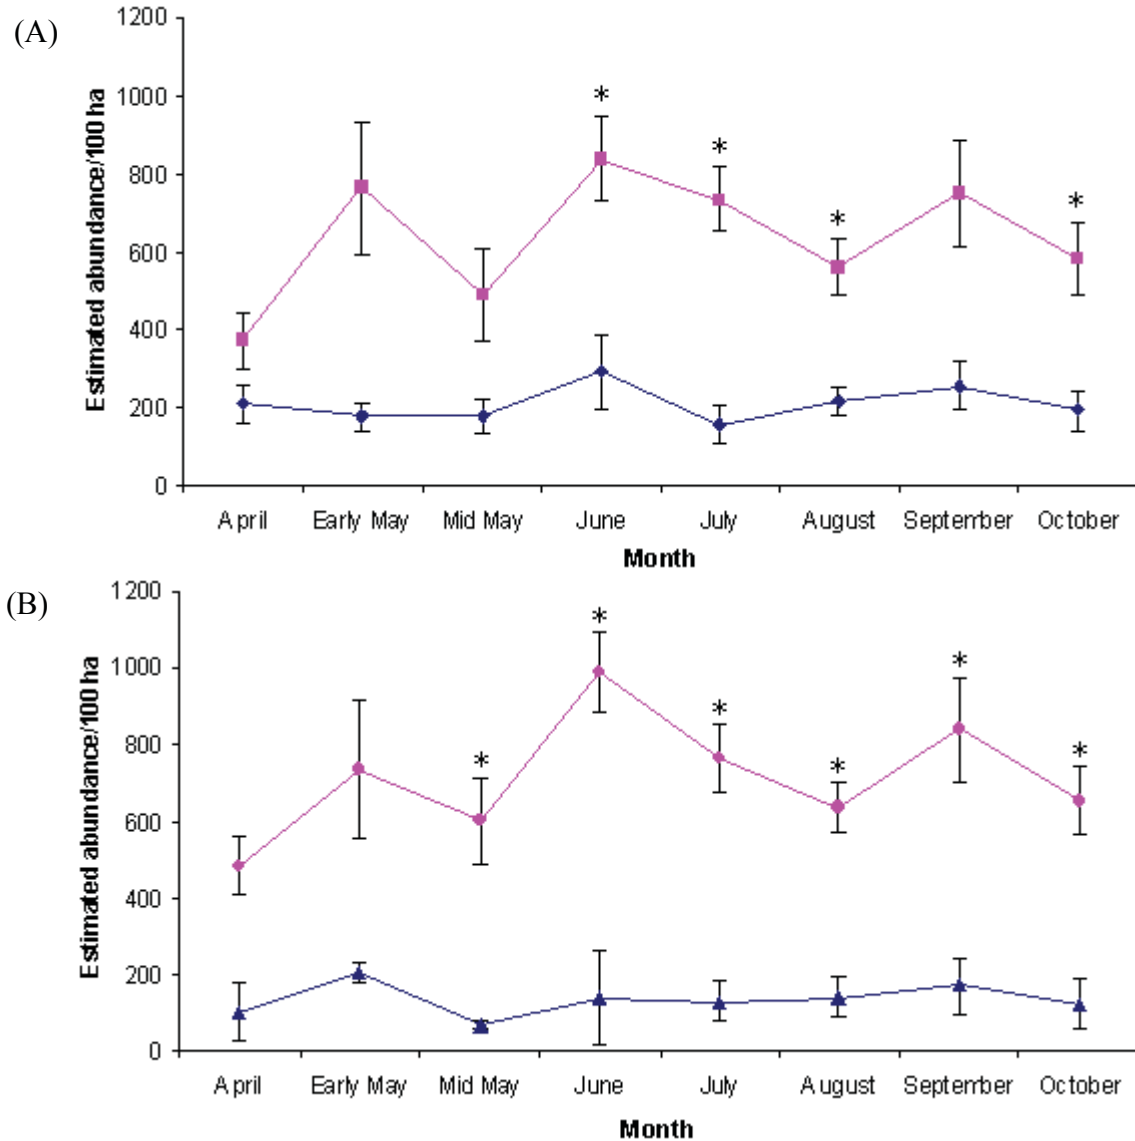 (A)
Estimated abundance/100 ha
1200
1000
800
600
400
200
0
* * * *
April Early May Mid May June July August September October
Month
(B)
Estimated abundance/100 ha
1200
1000
800
600
400
200
0
* * * * * *
April Early May Mid May June July August September October
Month